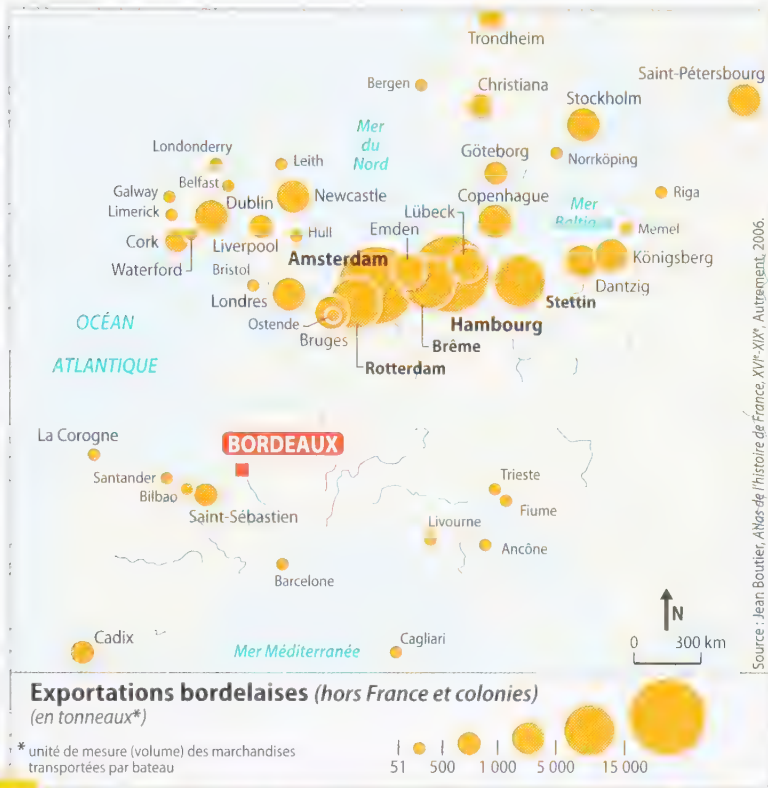 Trondheim
Bergen
Christiana
Saint-Pétersbourg
Stockholm
Mer
du
Nord
Londonderry
Leith
Göteborg
Norrköping
Belfast
Galway
Dublin
Newcastle
Copenhague
Riga
Limerick
Lübeck
Mer
Baltique
Memel
Cork
Liverpool
Hull
Emden
Waterford
Amsterdam
Königsberg
Bristol
Dantzig
Londres
Stettin
OCÉAN
Ostende
Hambourg
Bruges
Brême
ATLANTIQUE
Rotterdam
La Corogne
BORDEAUX
Santander
Trieste
Bilbao
Fiume
Saint-Sébastien
Livourne
Ancône
Barcelone
N
Cadix
Mer Méditerranée
Cagliari
0 300 km
Source : Jean Boutier, Atlas de l'histoire de France, XVIe-XIXe, Autrement, 2006.
Exportations bordelaises (hors France et colonies)
(en tonneaux*)
* unité de mesure (volume) des marchandises
transportées par bateau
51 500 1 000 5 000 15 000